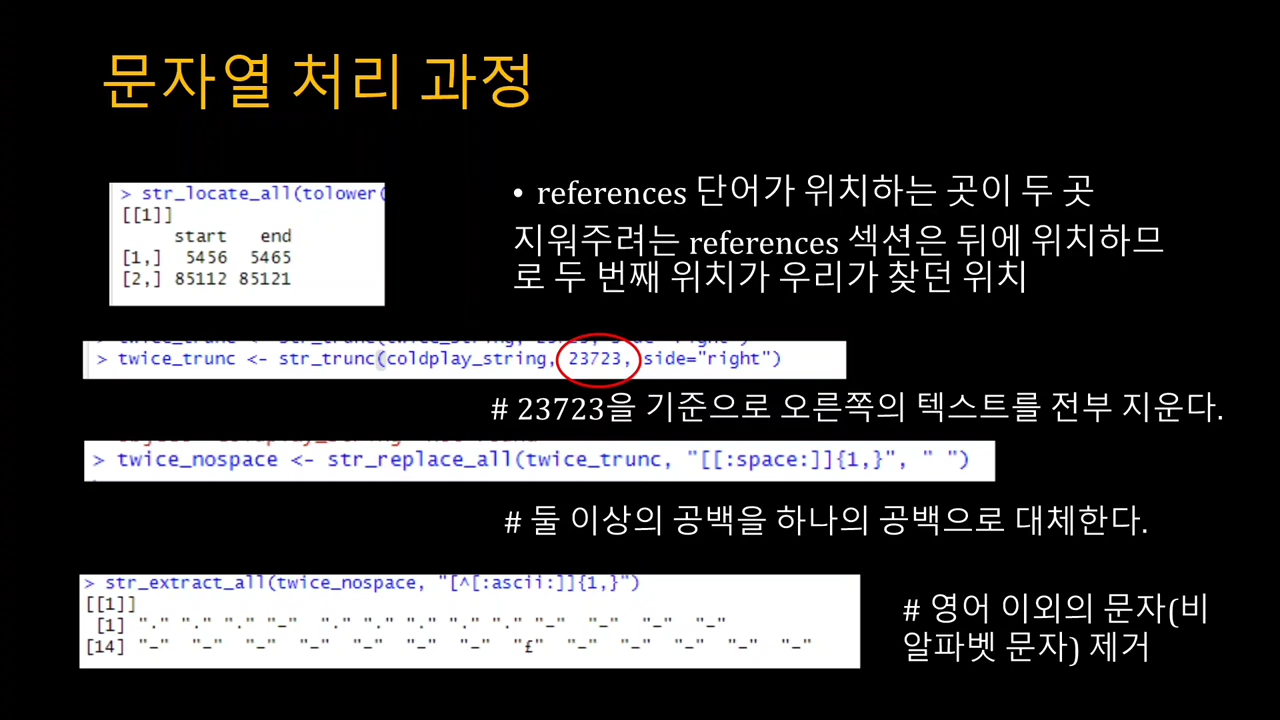 문자열 처리 과정
> str_locate_all(tolower(
[[1]]
start end
[1,] 5456 5465
[2,] 85112 85121
• references 단어가 위치하는 곳이 두 곳
지워주려는 references 섹션은 뒤에 위치하므
로 두 번째 위치가 우리가 찾던 위치
> twice_trunc <- str_trunc(coldplay_string, 23723, side="right")
# 23723을 기준으로 오른쪽의 텍스트를 전부 지운다.
> twice_nospace <- str_replace_all(twice_trunc, "[[:space:]]{1,}", " ")
# 둘 이상의 공백을 하나의 공백으로 대체한다.
> str_extract_all(twice_nospace, "[^[:ascii:]]{1,}")
[[1]]
[1] "·" "·" "·" "–" "·" "·" "·" "·" "·" "–" "–" "–" "–"
[14] "–" "–" "–" "–" "–" "–" "–" "£" "–" "–" "–" "–" "–"
# 영어 이외의 문자(비
알파벳 문자) 제거